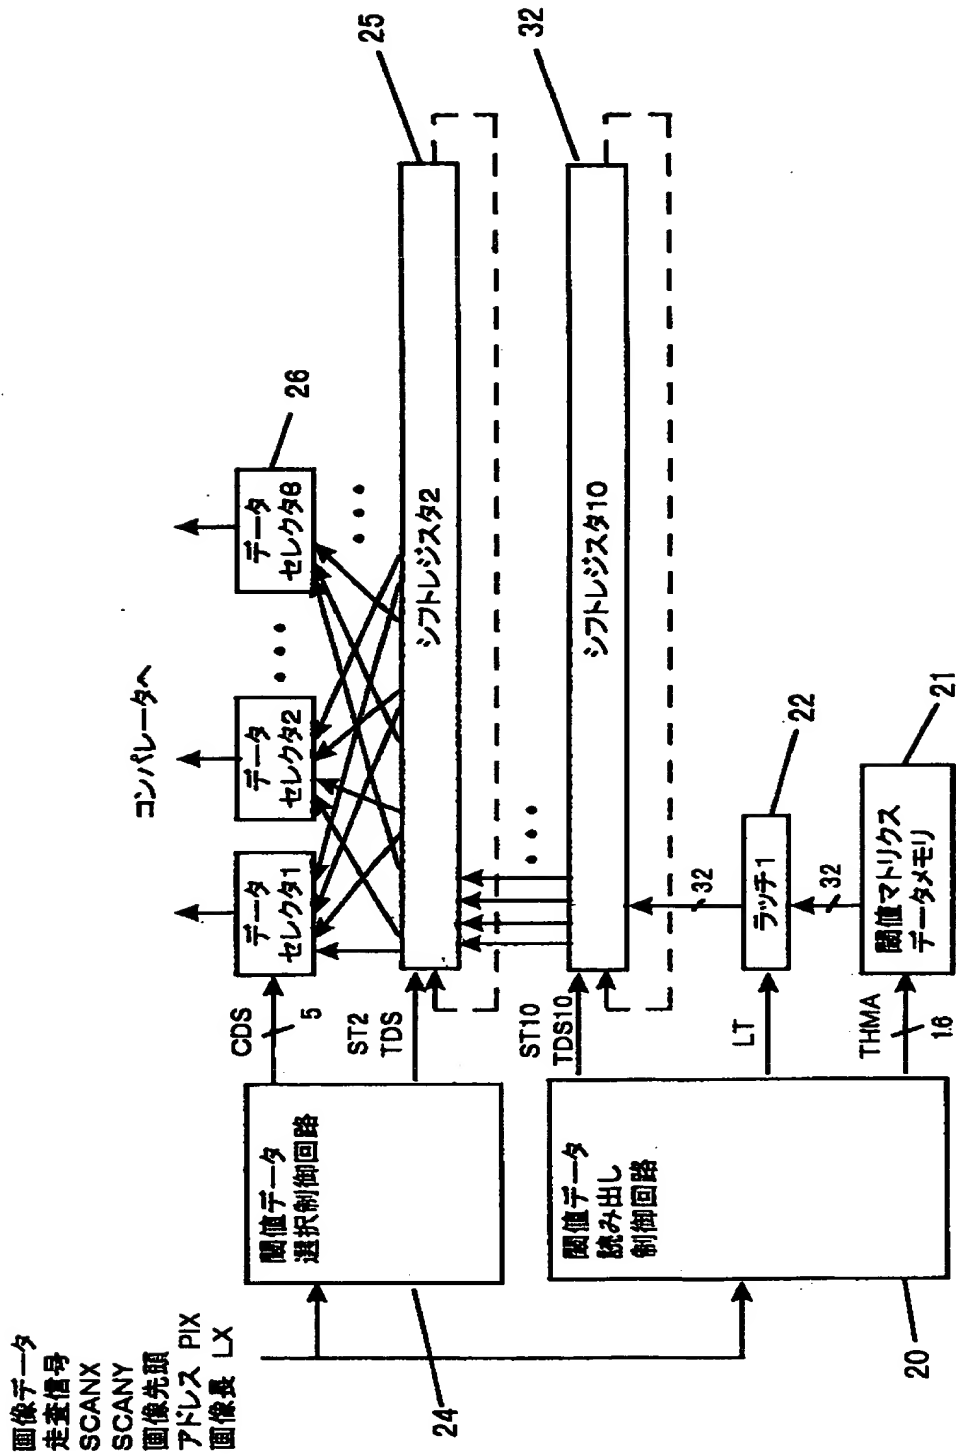 画像データ
走査信号
SCANX
SCANY
画像先頭
アドレス PIX
画像長 LX
24
閾値データ
選択制御回路
20
閾値データ
読み出し
制御回路
CDS
5
ST2
TDS
ST10
TDS10
LT
THMA
16
コンパレータへ
データ
セレクタ1
データ
セレクタ2
データ
セレクタ8
26
シフトレジスタ2
25
シフトレジスタ10
32
32
ラッチ1
22
32
閾値マトリクス
データメモリ
21